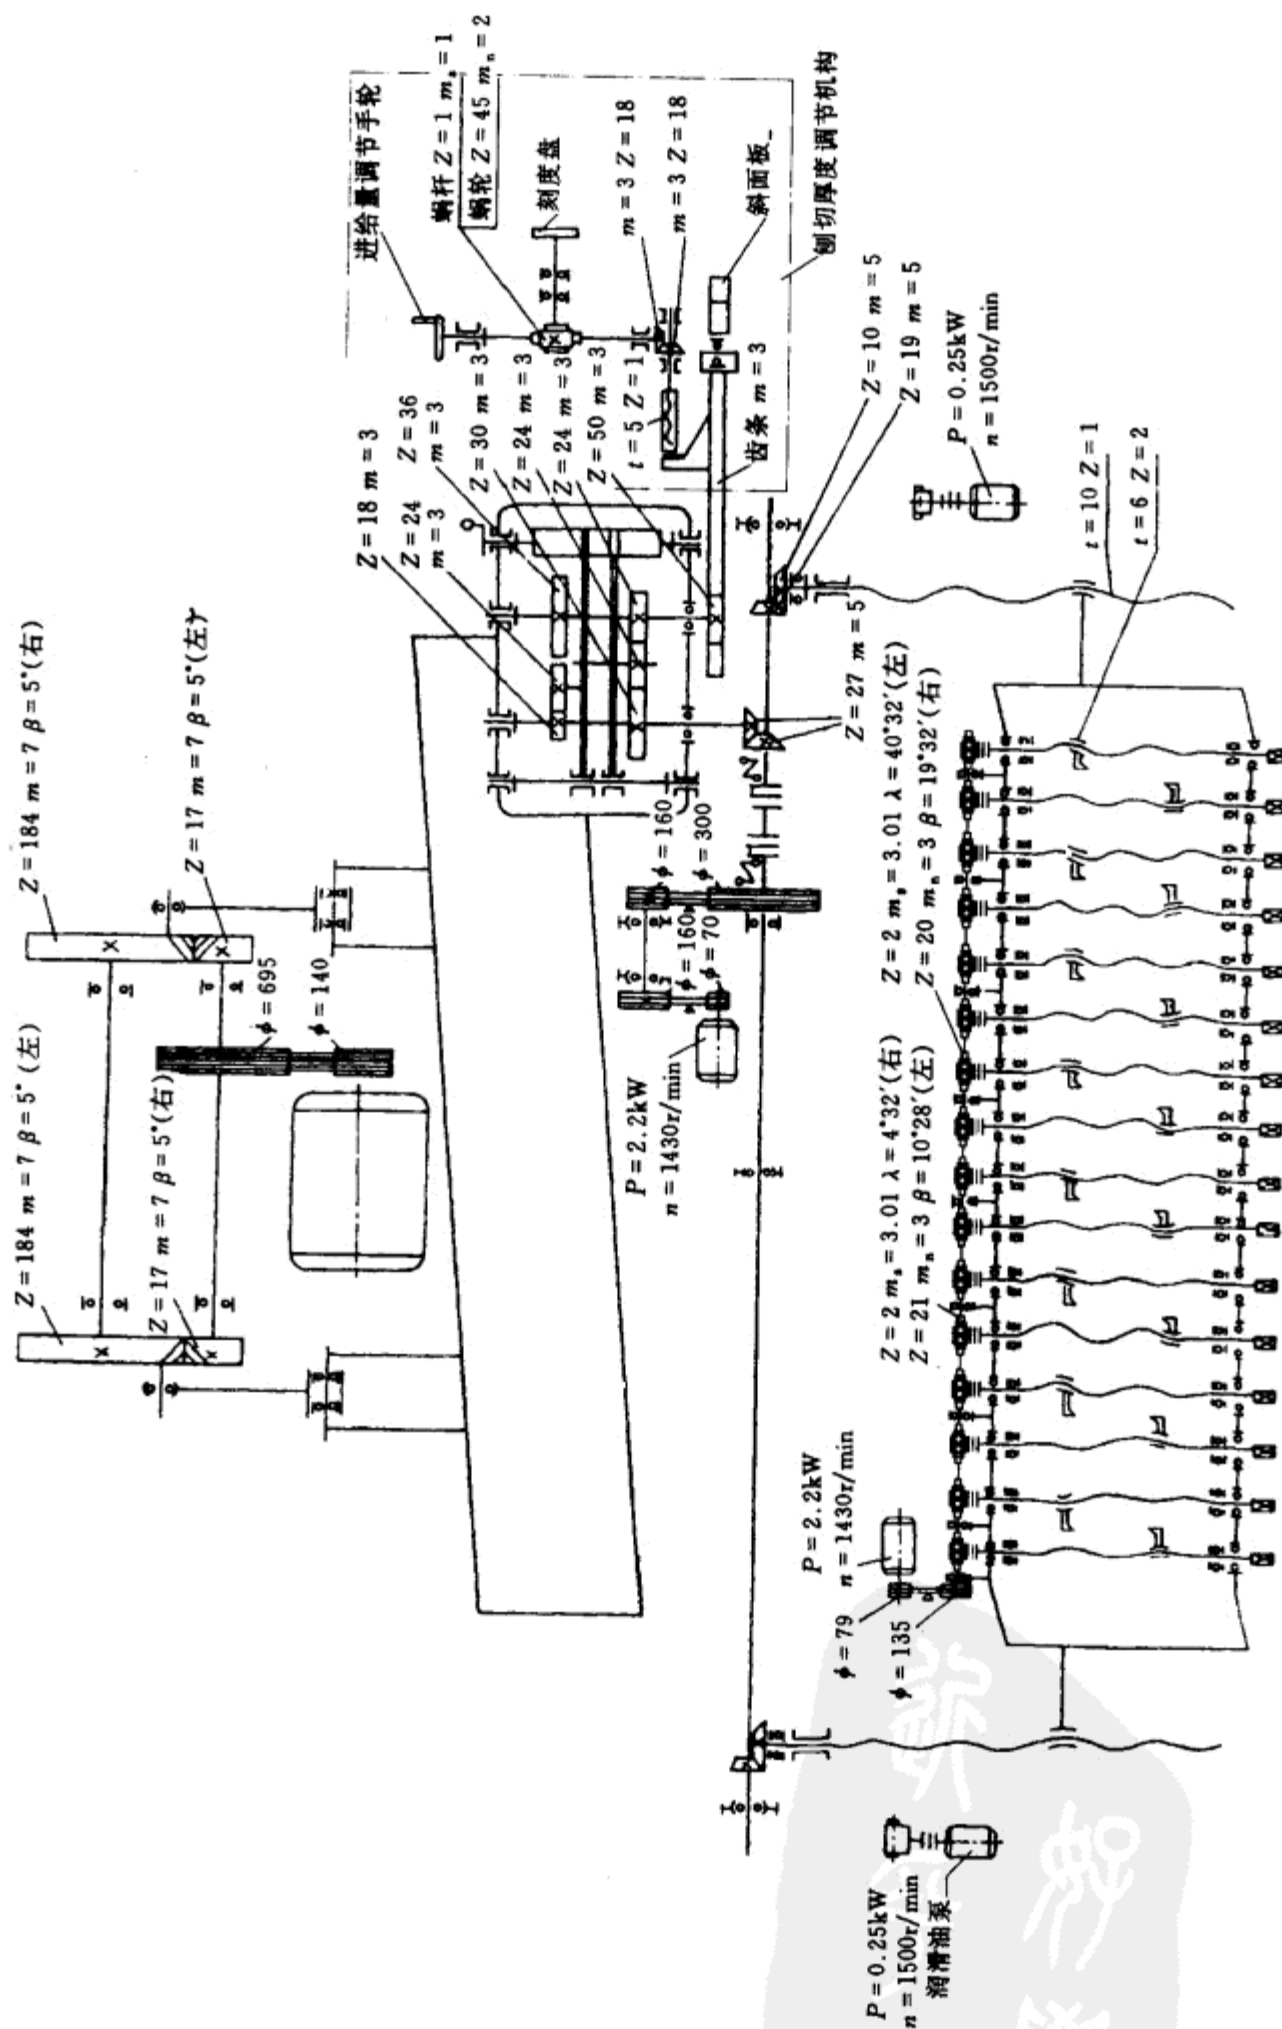 Z=184 m=7 β=5°(左)
Z=17 m=7 β=5°(右)
Z=184 m=7 β=5°(右)
Z=17 m=7 β=5°(左)
ϕ=695
ϕ=140
Z=18 m=3
Z=24
m=3
Z=36
m=3
Z=30 m=3
Z=24 m=3
Z=24 m=3
t=5 Z=1
Z=50 m=3
进给量调节手轮
蜗杆 Z=1 mₛ=1
蜗轮 Z=45 mₙ=2
刻度盘
m=3 Z=18
m=3 Z=18
斜面板
齿条 m=3
刨切厚度调节机构
P=2.2kW
n=1430r/min
ϕ=160
ϕ=300
ϕ=160
ϕ=70
Z=27 m=5
Z=10 m=5
Z=19 m=5
P=0.25kW
n=1500r/min
P=2.2kW
n=1430r/min
ϕ=79
ϕ=135
Z=2 mₛ=3.01 λ=4°32′(右)
Z=21 mₙ=3 β=10°28′(左)
Z=2 mₛ=3.01 λ=40°32′(左)
Z=20 mₙ=3 β=19°32′(右)
t=10 Z=1
t=6 Z=2
P=0.25kW
n=1500r/min
润滑油泵